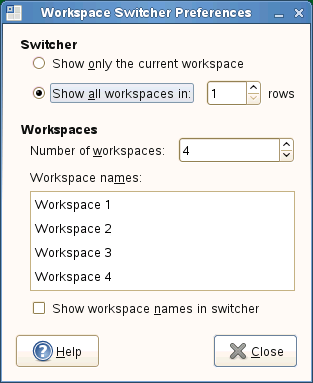 Workspace Switcher Preferences
Switcher
Show only the current workspace
Show all workspaces in: 1 rows
Workspaces
Number of workspaces: 4
Workspace names:
Workspace 1
Workspace 2
Workspace 3
Workspace 4
Show workspace names in switcher
Help Close